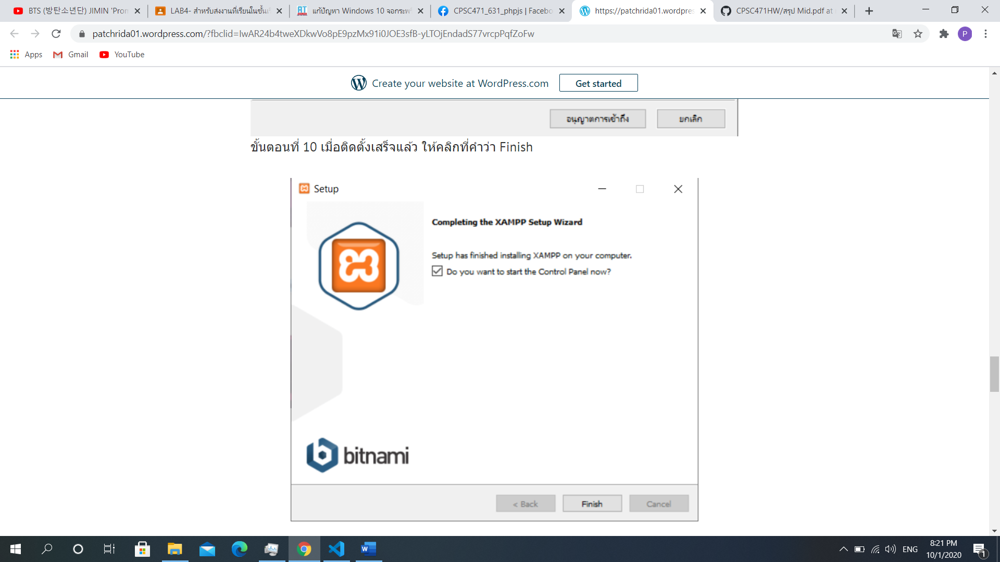 BTS (방탄소년단) JIMIN 'Prom
LAB4- สำหรับส่งงานที่เรียนในชั้นเรี
แก้ปัญหา Windows 10 จอกระพริ
CPSC471_631_phpjs | Facebo
https://patchrida01.wordpres
CPSC471HW/สรุป Mid.pdf at
patchrida01.wordpress.com/?fbclid=IwAR24b4tweXDkwVo8pE9pzMx91i0JOE3sfB-yLTOjEndadS77vrcpPqfZoFw
P
Apps
Gmail
YouTube
Create your website at WordPress.com
Get started
อนุญาตการเข้าถึง
ยกเลิก
ขั้นตอนที่ 10 เมื่อติดตั้งเสร็จแล้ว ให้คลิกที่คำว่า Finish
Setup
Completing the XAMPP Setup Wizard
Setup has finished installing XAMPP on your computer.
Do you want to start the Control Panel now?
bitnami
< Back
Finish
Cancel
ENG
8:21 PM
10/1/2020
1